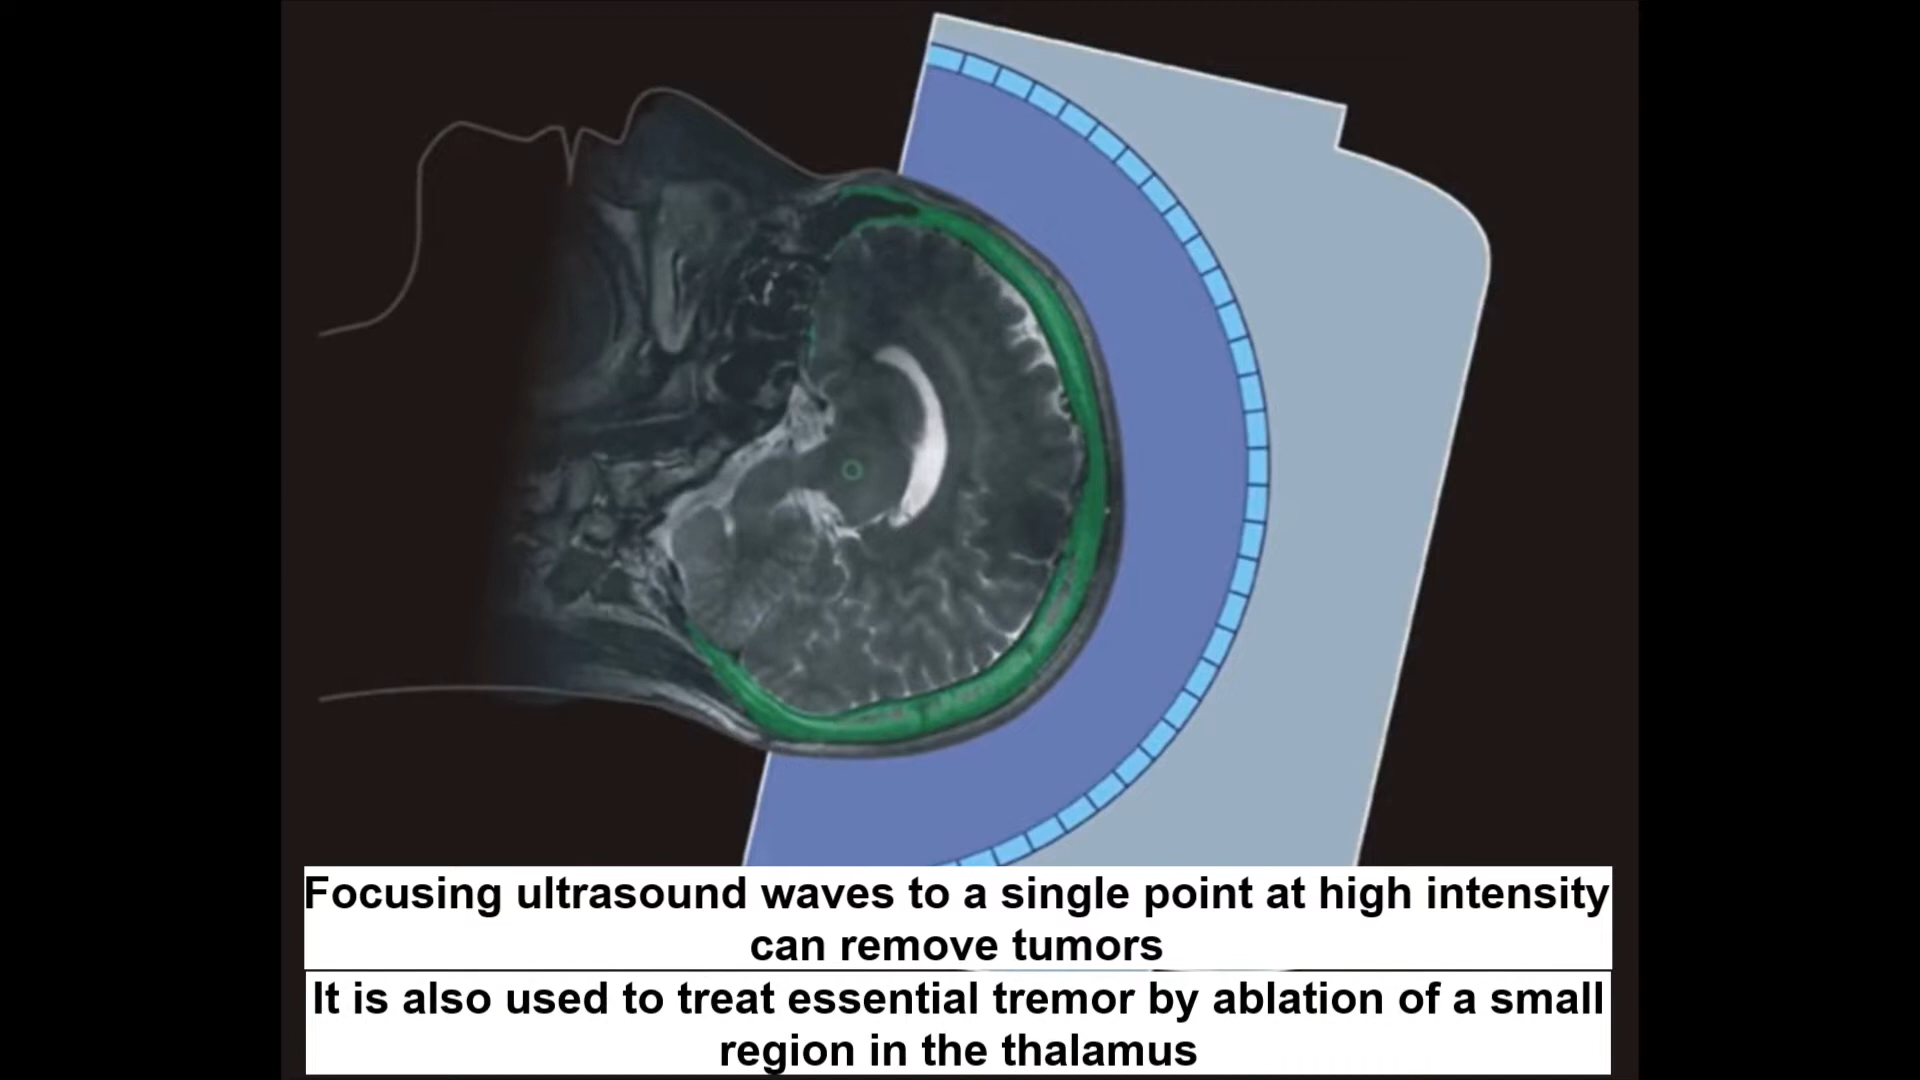 Focusing ultrasound waves to a single point at high intensity
can remove tumors
It is also used to treat essential tremor by ablation of a small
region in the thalamus